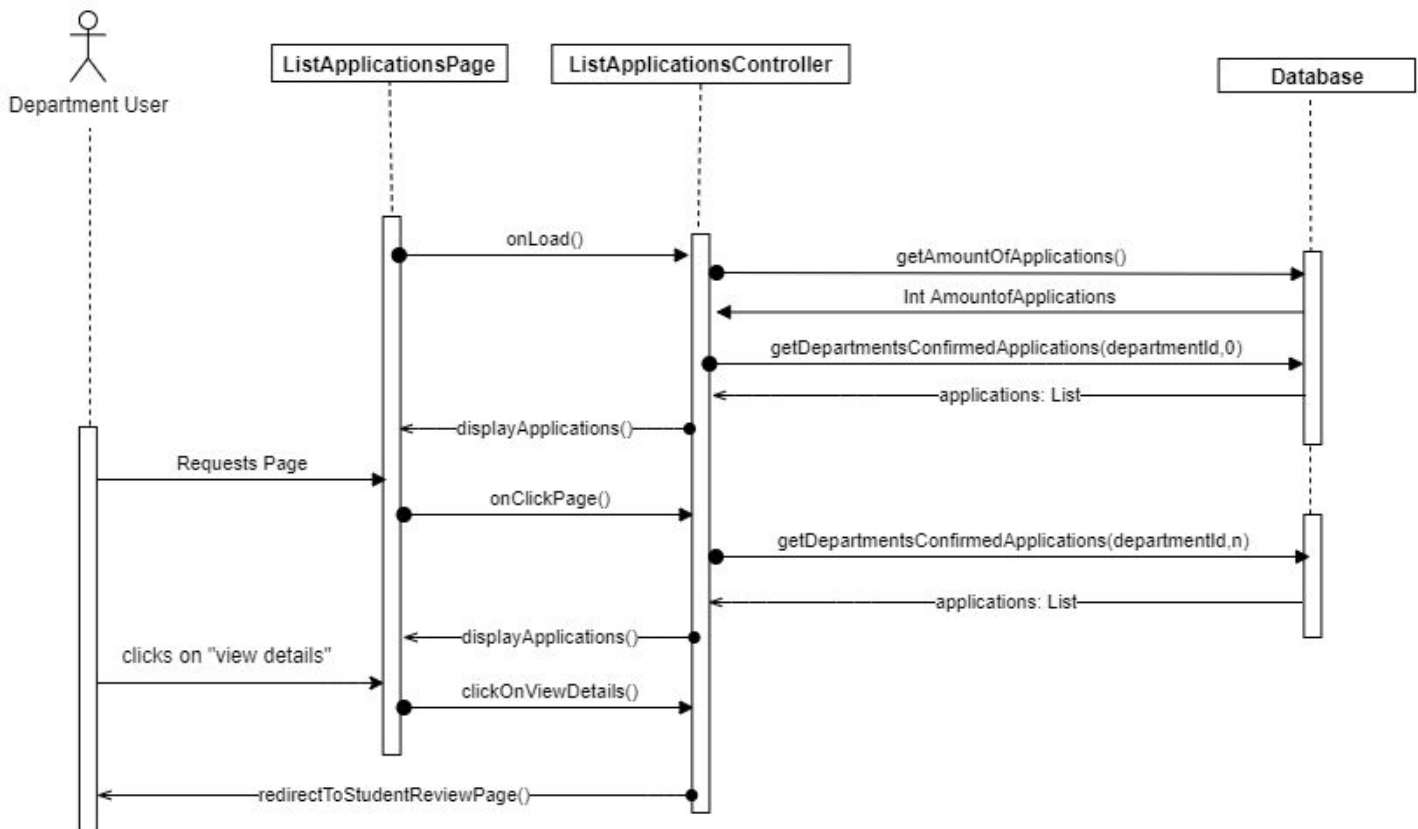 ListApplicationsPage
ListApplicationsController
Database
Department User
onLoad()
getAmountOfApplications()
Int AmountofApplications
getDepartmentsConfirmedApplications(departmentId,0)
applications: List
displayApplications()
Requests Page
onClickPage()
getDepartmentsConfirmedApplications(departmentId,n)
applications: List
displayApplications()
clicks on "view details"
clickOnViewDetails()
redirectToStudentReviewPage()